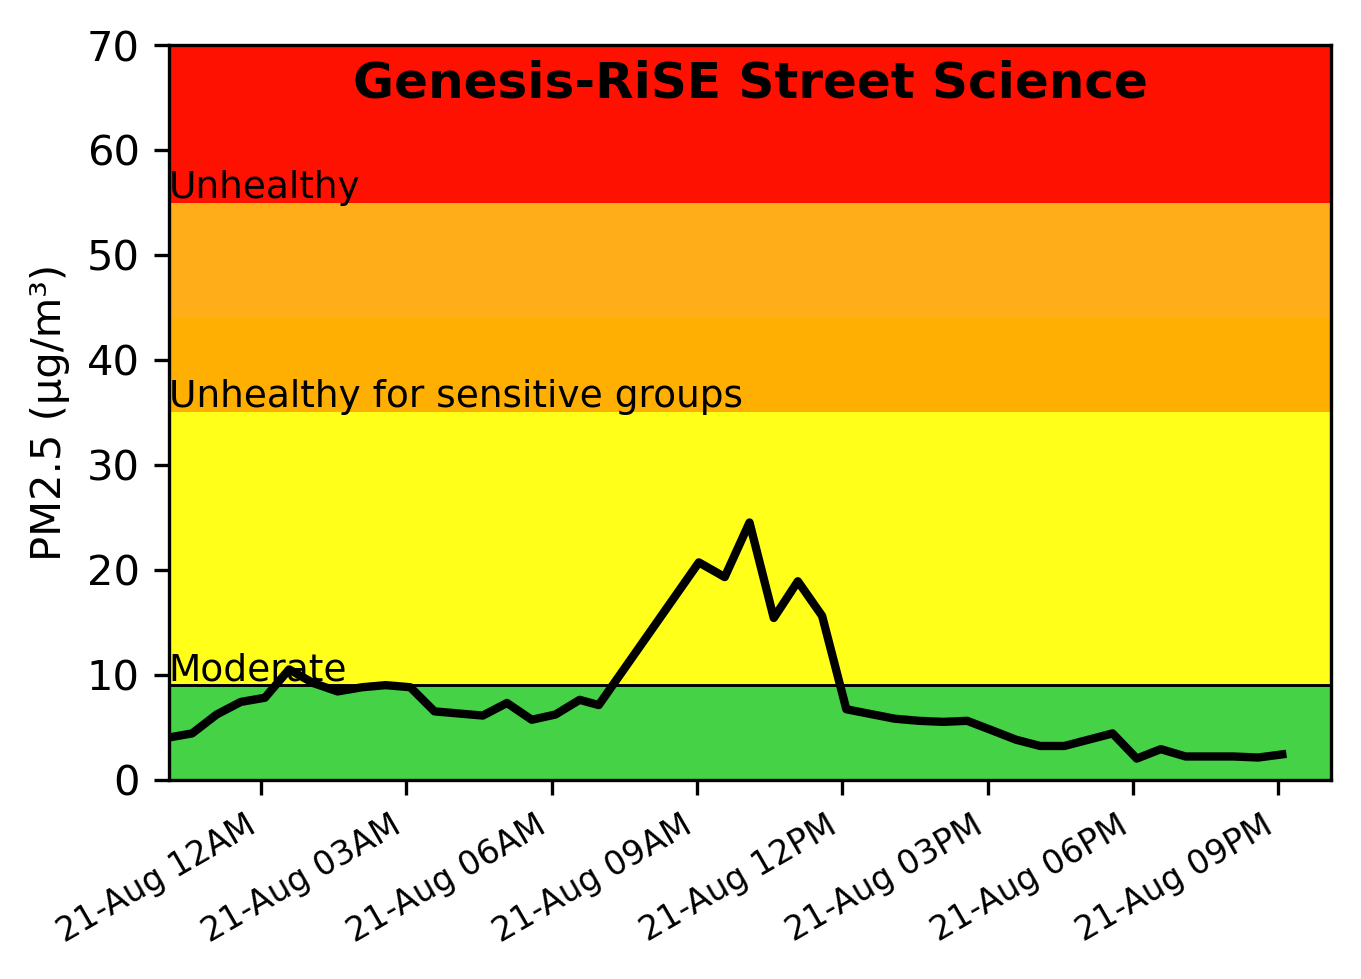 Genesis-RiSE Street Science
70
60
50
40
30
20
10
0
PM2.5 (µg/m³)
Unhealthy
Unhealthy for sensitive groups
Moderate
21-Aug 12AM
21-Aug 03AM
21-Aug 06AM
21-Aug 09AM
21-Aug 12PM
21-Aug 03PM
21-Aug 06PM
21-Aug 09PM